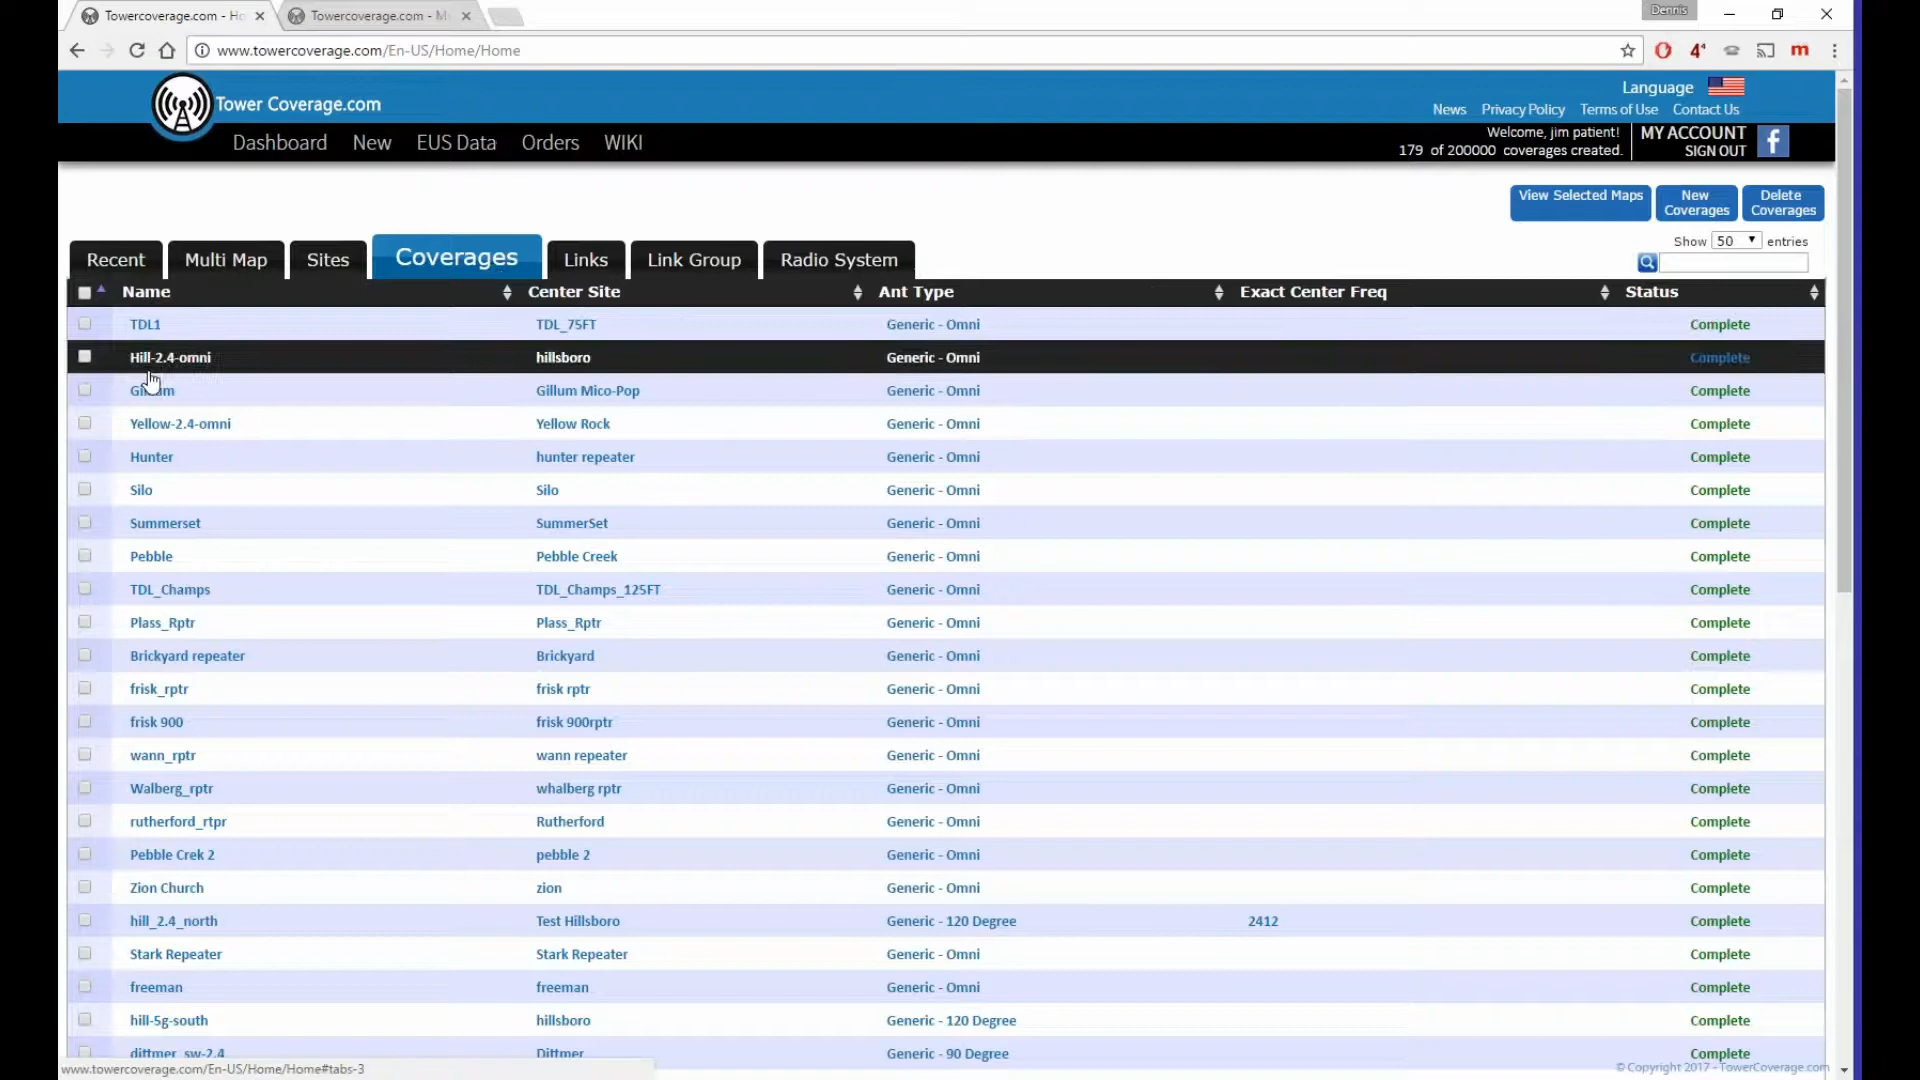 Towercoverage.com - Ho
Towercoverage.com - M
Dennis
www.towercoverage.com/En-US/Home/Home
Tower Coverage.com
Language
News Privacy Policy Terms of Use Contact Us
Dashboard New EUS Data Orders WIKI
Welcome, jim patient!
179 of 200000 coverages created.
MY ACCOUNT
SIGN OUT
View Selected Maps
New Coverages
Delete Coverages
Show 50 entries
Recent Multi Map Sites Coverages Links Link Group Radio System
Name Center Site Ant Type Exact Center Freq Status
TDL1 TDL_75FT Generic - Omni Complete
Hill-2.4-omni hillsboro Generic - Omni Complete
Gillum Gillum Mico-Pop Generic - Omni Complete
Yellow-2.4-omni Yellow Rock Generic - Omni Complete
Hunter hunter repeater Generic - Omni Complete
Silo Silo Generic - Omni Complete
Summerset SummerSet Generic - Omni Complete
Pebble Pebble Creek Generic - Omni Complete
TDL_Champs TDL_Champs_125FT Generic - Omni Complete
Plass_Rptr Plass_Rptr Generic - Omni Complete
Brickyard repeater Brickyard Generic - Omni Complete
frisk_rptr frisk rptr Generic - Omni Complete
frisk 900 frisk 900rptr Generic - Omni Complete
wann_rptr wann repeater Generic - Omni Complete
Walberg_rptr whalberg rptr Generic - Omni Complete
rutherford_rtpr Rutherford Generic - Omni Complete
Pebble Crek 2 pebble 2 Generic - Omni Complete
Zion Church zion Generic - Omni Complete
hill_2.4_north Test Hillsboro Generic - 120 Degree 2412 Complete
Stark Repeater Stark Repeater Generic - Omni Complete
freeman freeman Generic - Omni Complete
hill-5g-south hillsboro Generic - 120 Degree Complete
dittmer_sw-2.4 Dittmer Generic - 90 Degree Complete
www.towercoverage.com/En-US/Home/Home#tabs-3
© Copyright 2017 - TowerCoverage.com